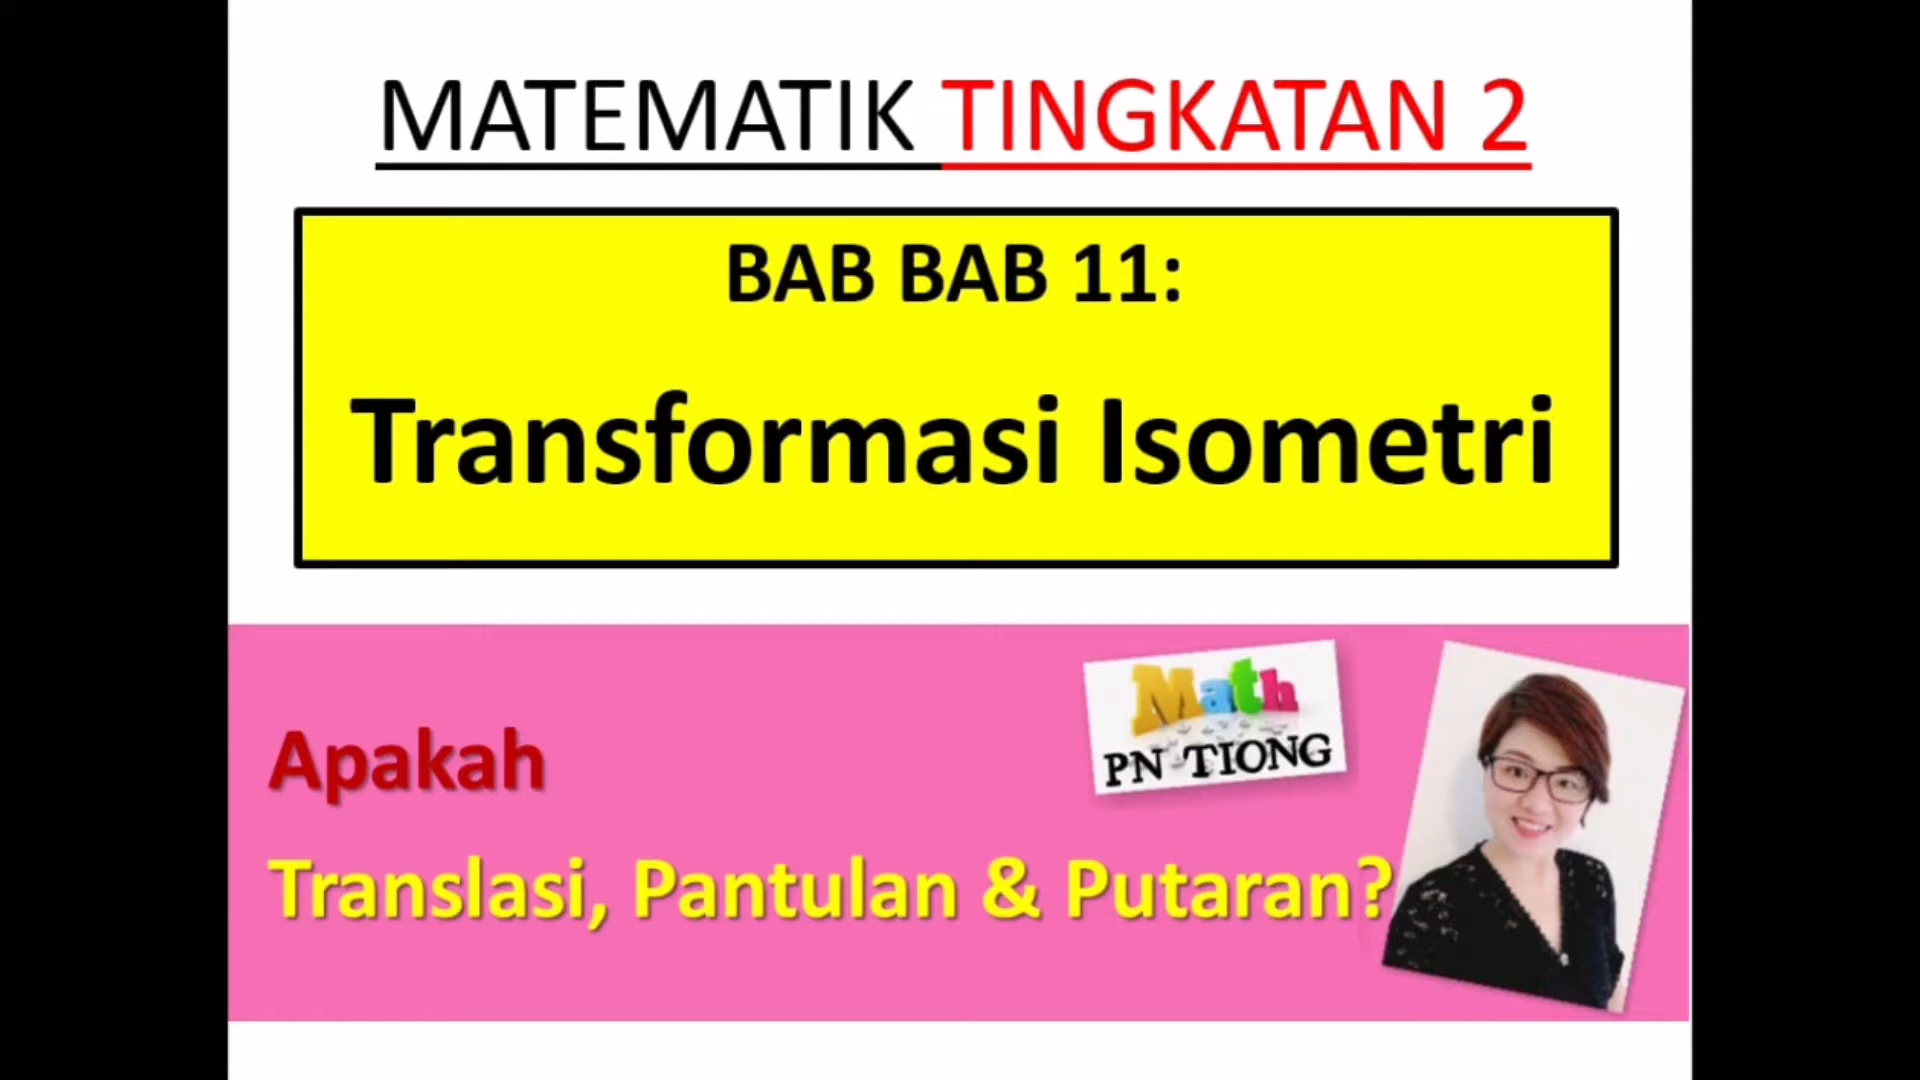 MATEMATIK TINGKATAN 2
BAB BAB 11:
Transformasi Isometri
Math
PN TIONG
Apakah
Translasi, Pantulan & Putaran?